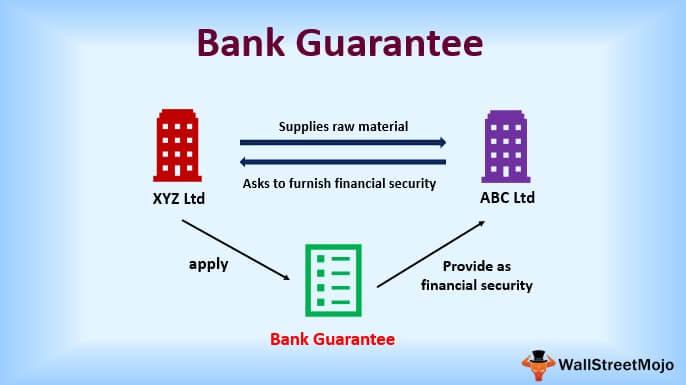 Bank Guarantee
Supplies raw material
Asks to furnish financial security
XYZ Ltd
ABC Ltd
apply
Provide as
financial security
Bank Guarantee
WallStreetMojo